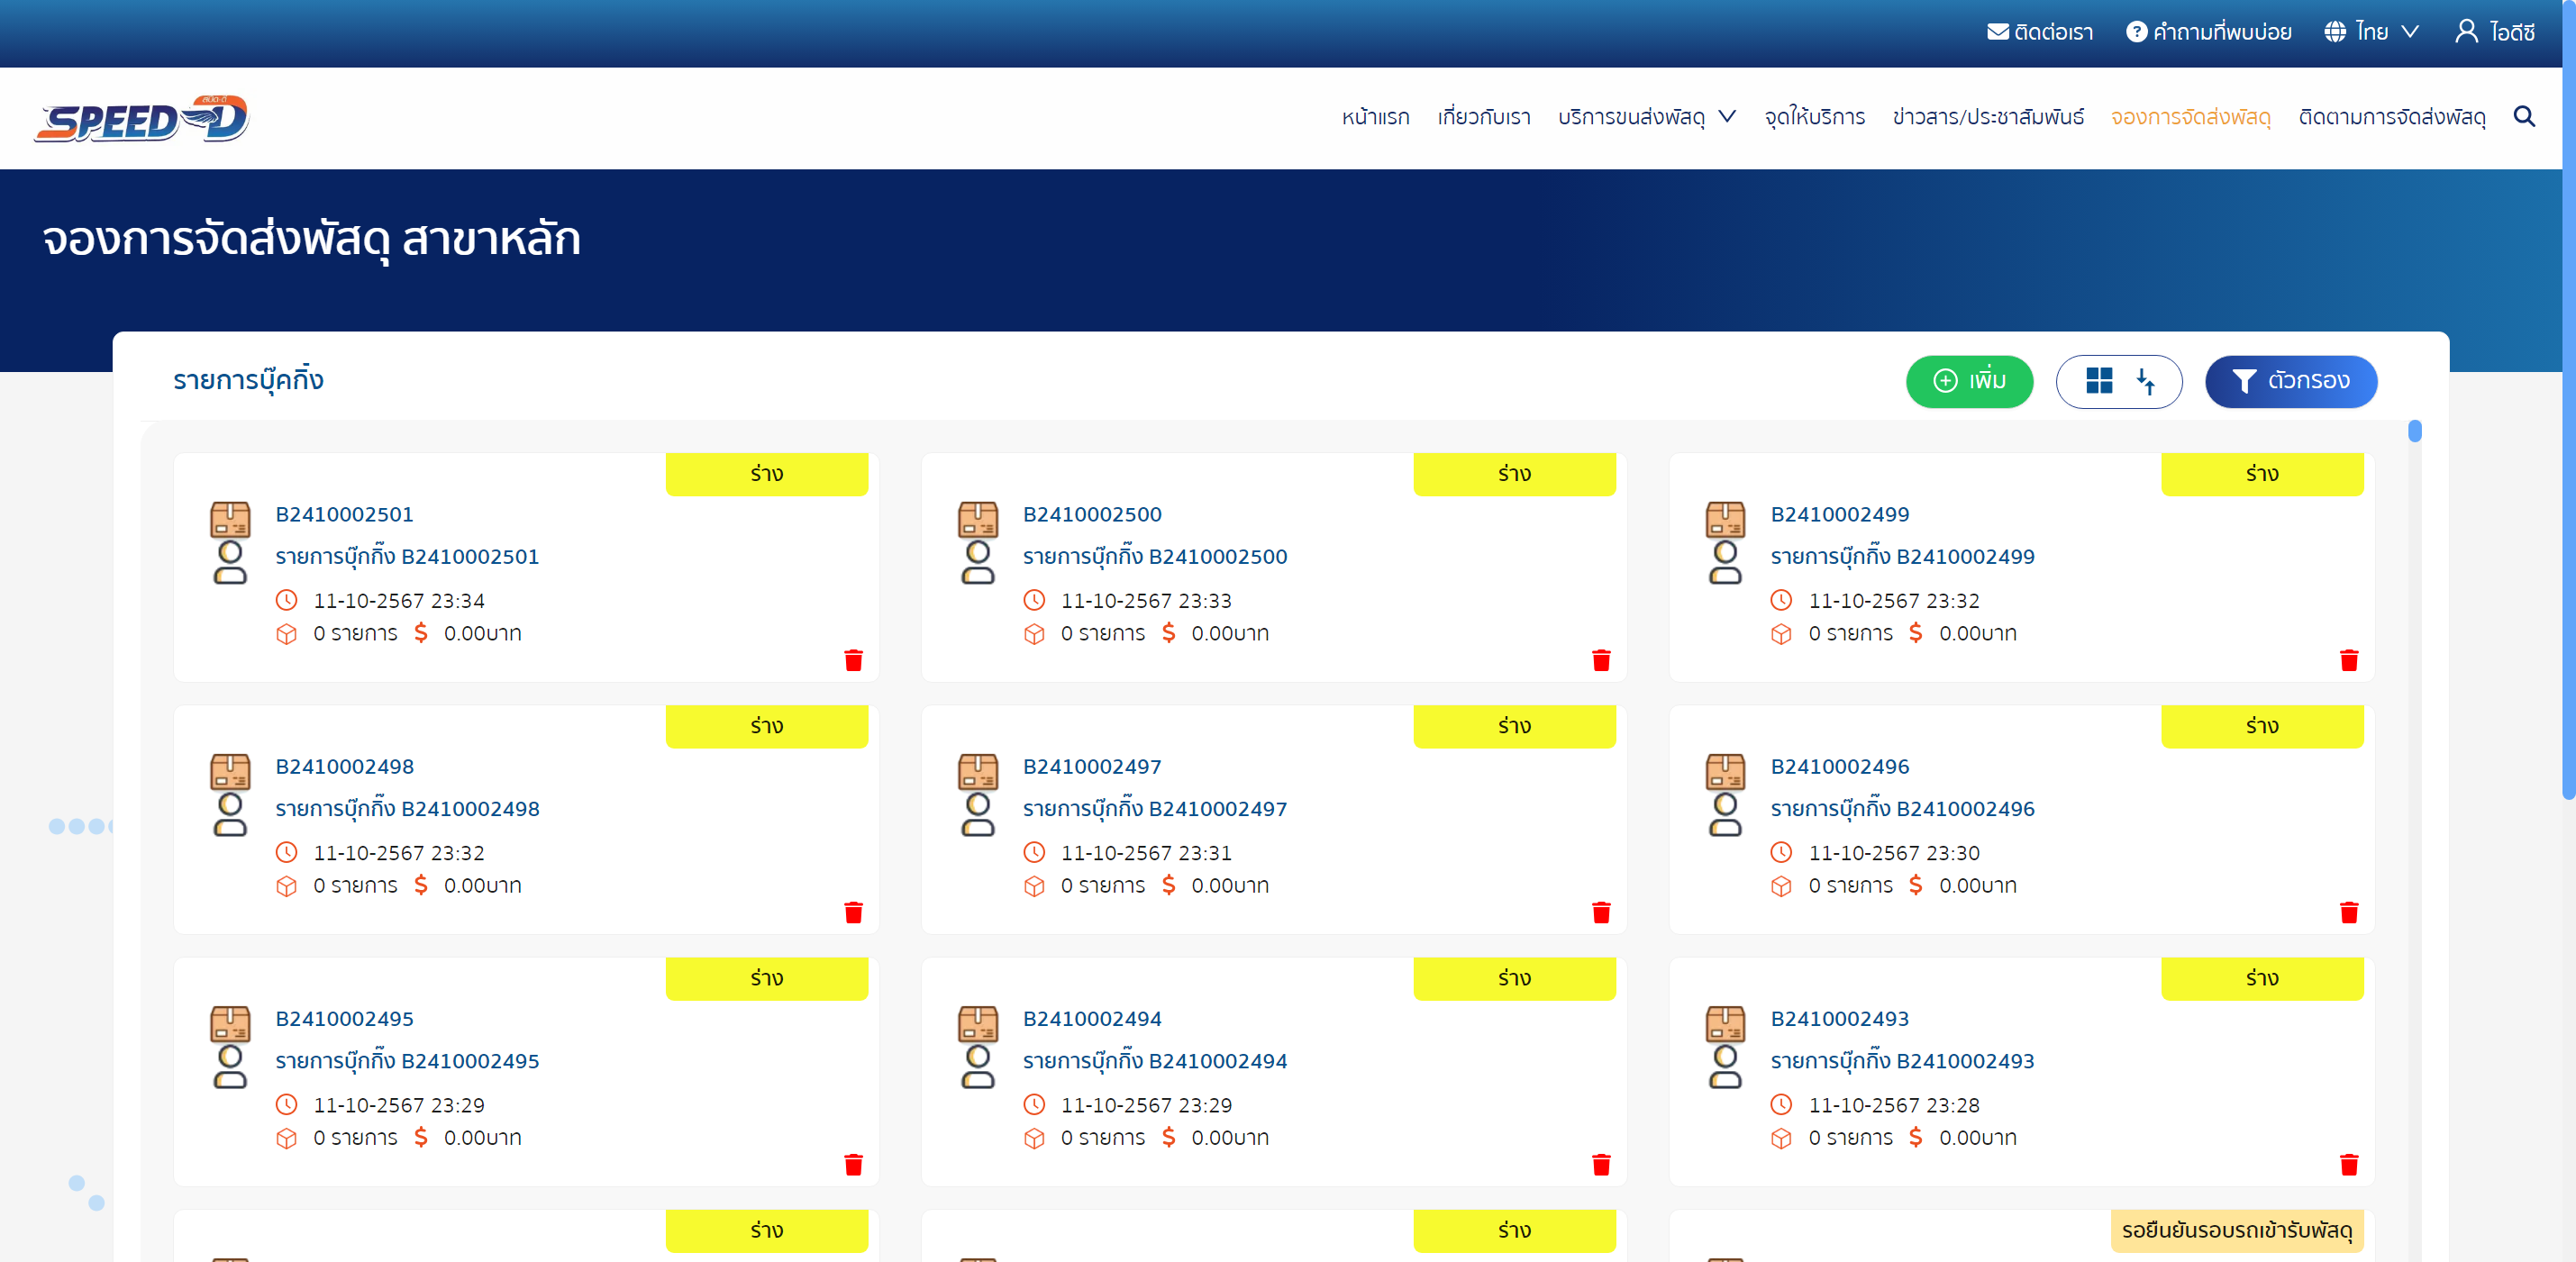 ติดต่อเรา คำถามที่พบบ่อย ไทย ไอดีซี
สปีด-ดี
SPEED-D
หน้าแรก เกี่ยวกับเรา บริการขนส่งพัสดุ จุดให้บริการ ข่าวสาร/ประชาสัมพันธ์ จองการจัดส่งพัสดุ ติดตามการจัดส่งพัสดุ
จองการจัดส่งพัสดุ สาขาหลัก
รายการบุ๊คกิ้ง เพิ่ม ตัวกรอง
ร่าง ร่าง ร่าง
B2410002501 B2410002500 B2410002499
รายการบุ๊กกิ๊ง B2410002501 รายการบุ๊กกิ๊ง B2410002500 รายการบุ๊กกิ๊ง B2410002499
11-10-2567 23:34 11-10-2567 23:33 11-10-2567 23:32
0 รายการ 0.00บาท 0 รายการ 0.00บาท 0 รายการ 0.00บาท
ร่าง ร่าง ร่าง
B2410002498 B2410002497 B2410002496
รายการบุ๊กกิ๊ง B2410002498 รายการบุ๊กกิ๊ง B2410002497 รายการบุ๊กกิ๊ง B2410002496
11-10-2567 23:32 11-10-2567 23:31 11-10-2567 23:30
0 รายการ 0.00บาท 0 รายการ 0.00บาท 0 รายการ 0.00บาท
ร่าง ร่าง ร่าง
B2410002495 B2410002494 B2410002493
รายการบุ๊กกิ๊ง B2410002495 รายการบุ๊กกิ๊ง B2410002494 รายการบุ๊กกิ๊ง B2410002493
11-10-2567 23:29 11-10-2567 23:29 11-10-2567 23:28
0 รายการ 0.00บาท 0 รายการ 0.00บาท 0 รายการ 0.00บาท
ร่าง ร่าง รอยืนยันรอบรถเข้ารับพัสดุ